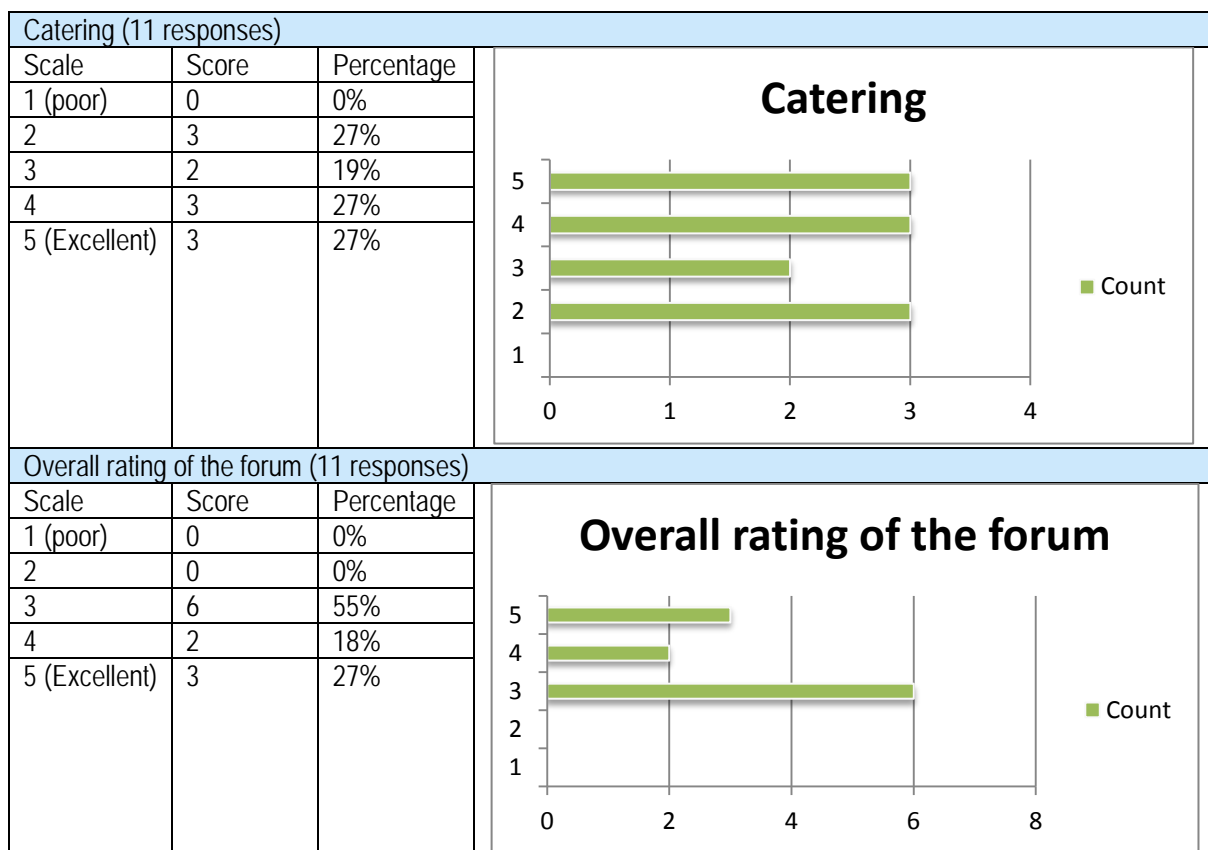 Catering (11 responses)
Scale Score Percentage
1 (poor) 0 0%
2 3 27%
3 2 19%
4 3 27%
5 (Excellent) 3 27%
Catering
5
4
3
2
1
0 1 2 3 4
Count
Overall rating of the forum (11 responses)
Scale Score Percentage
1 (poor) 0 0%
2 0 0%
3 6 55%
4 2 18%
5 (Excellent) 3 27%
Overall rating of the forum
5
4
3
2
1
0 2 4 6 8
Count